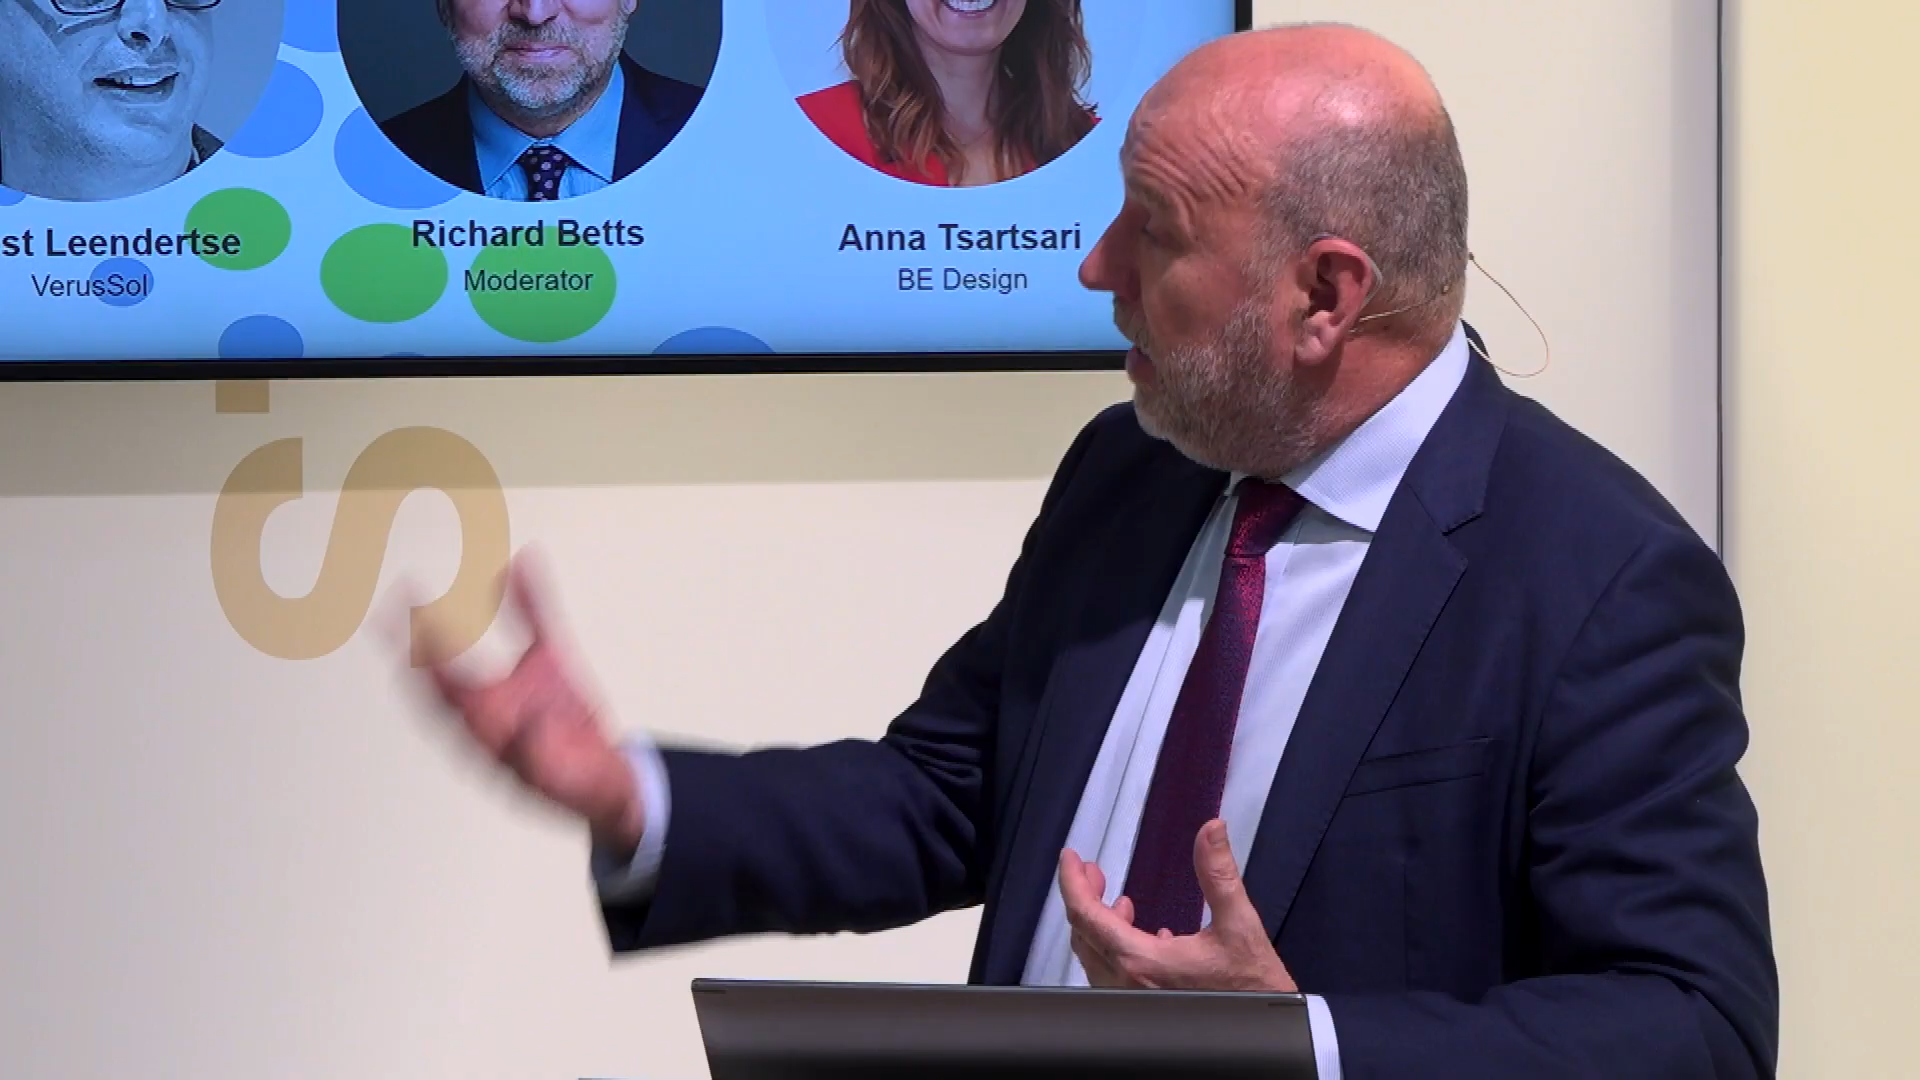 st Leendertse
VerusSol
Richard Betts
Moderator
Anna Tsartsari
BE Design
S